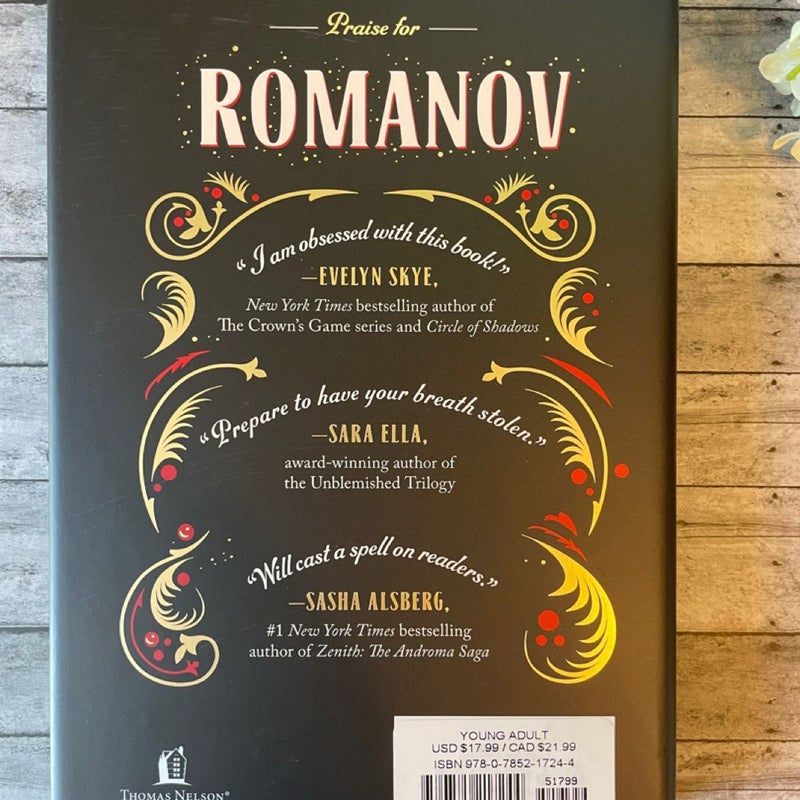 Praise for
ROMANOV
“I am obsessed with this book!”
—EVELYN SKYE,
New York Times bestselling author of
The Crown’s Game series and Circle of Shadows
“Prepare to have your breath stolen.”
—SARA ELLA,
award-winning author of
the Unblemished Trilogy
“Will cast a spell on readers.”
—SASHA ALSBERG,
#1 New York Times bestselling
author of Zenith: The Androma Saga
YOUNG ADULT
USD $17.99 / CAD $21.99
ISBN 978-0-7852-1724-4
51799
THOMAS NELSON®